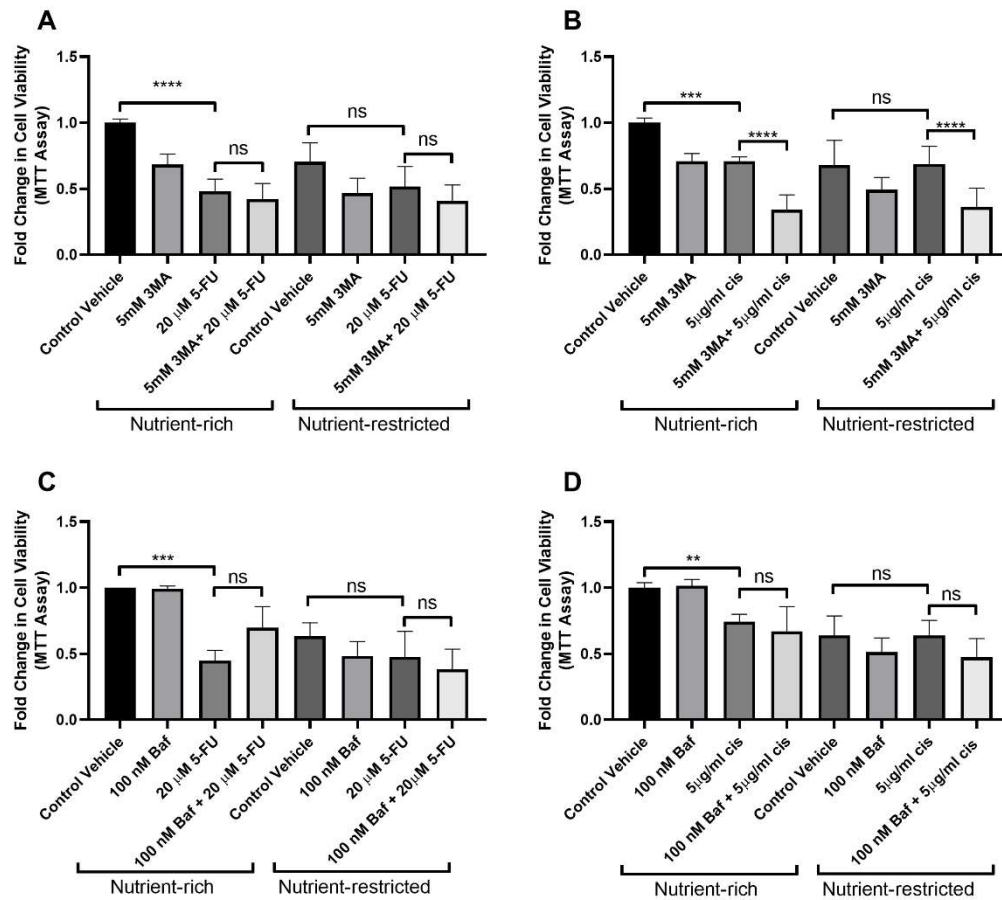 A
Fold Change in Cell Viability
(MTT Assay)
1.5
1.0
0.5
0.0
****
ns
ns
ns
Control Vehicle
5mM 3MA
20 μM 5-FU
5mM 3MA+ 20 μM 5-FU
Control Vehicle
5mM 3MA
20 μM 5-FU
5mM 3MA+ 20 μM 5-FU
Nutrient-rich
Nutrient-restricted
B
Fold Change in Cell Viability
(MTT Assay)
1.5
1.0
0.5
0.0
***
****
ns
****
Control Vehicle
5mM 3MA
5μg/ml cis
5mM 3MA+ 5μg/ml cis
Control Vehicle
5mM 3MA
5μg/ml cis
5mM 3MA+ 5μg/ml cis
Nutrient-rich
Nutrient-restricted
C
Fold Change in Cell Viability
(MTT Assay)
1.5
1.0
0.5
0.0
***
ns
ns
ns
Control Vehicle
100 nM Baf
20 μM 5-FU
100 nM Baf + 20 μM 5-FU
Control Vehicle
100 nM Baf
20 μM 5-FU
100 nM Baf + 20μM 5-FU
Nutrient-rich
Nutrient-restricted
D
Fold Change in Cell Viability
(MTT Assay)
1.5
1.0
0.5
0.0
**
ns
ns
ns
Control Vehicle
100 nM Baf
5μg/ml cis
100 nM Baf + 5μg/ml cis
Control Vehicle
100 nM Baf
5μg/ml cis
100 nM Baf + 5μg/ml cis
Nutrient-rich
Nutrient-restricted